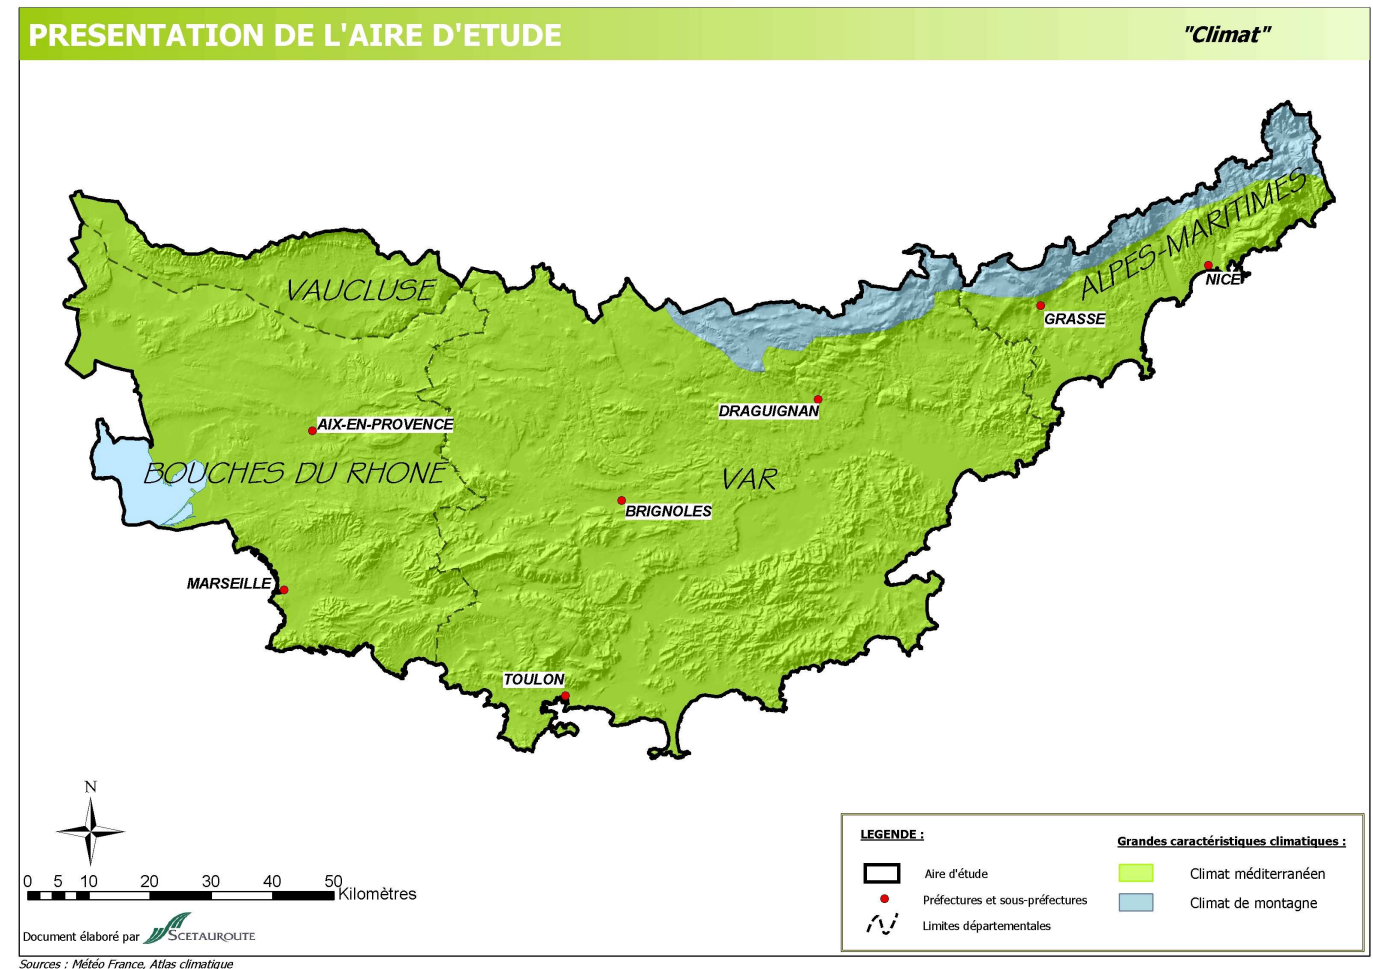 PRESENTATION DE L'AIRE D'ETUDE
"Climat"
ALPES-MARITIMES
VAUCLUSE
NICE
GRASSE
DRAGUIGNAN
AIX-EN-PROVENCE
BOUCHES DU RHONE
VAR
BRIGNOLES
MARSEILLE
TOULON
N
0 5 10 20 30 40 50 Kilomètres
Document élaboré par SCETAUROUTE
LEGENDE :
Aire d'étude
Préfectures et sous-préfectures
Limites départementales
Grandes caractéristiques climatiques :
Climat méditerranéen
Climat de montagne
Sources : Météo France, Atlas climatique